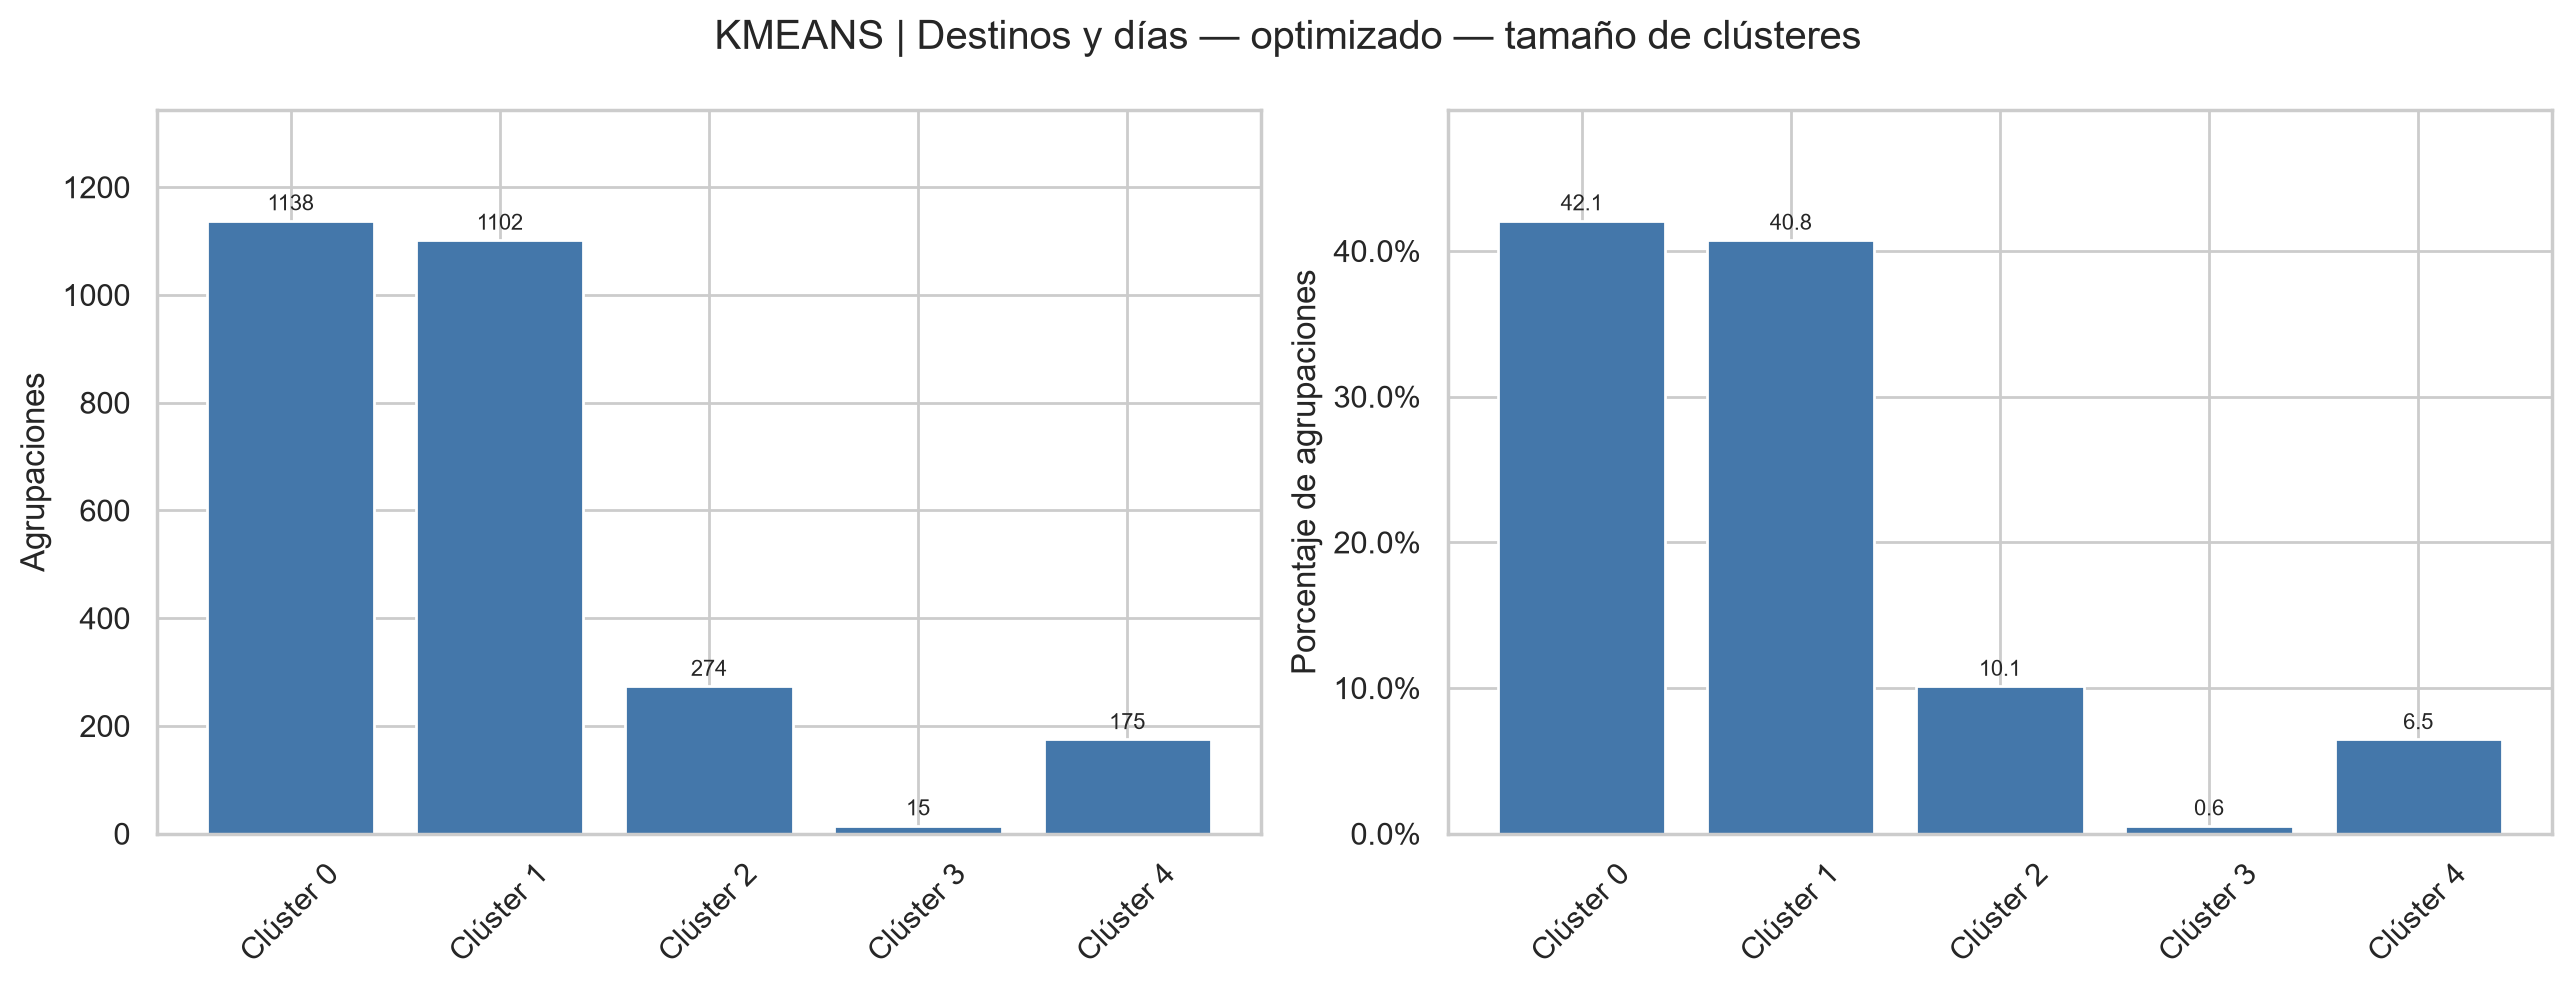 KMEANS | Destinos y días — optimizado — tamaño de clústeres
Agrupaciones
1200
1000
800
600
400
200
0
1138
1102
274
15
175
Clúster 0
Clúster 1
Clúster 2
Clúster 3
Clúster 4
Porcentaje de agrupaciones
40.0%
30.0%
20.0%
10.0%
0.0%
42.1
40.8
10.1
0.6
6.5
Clúster 0
Clúster 1
Clúster 2
Clúster 3
Clúster 4